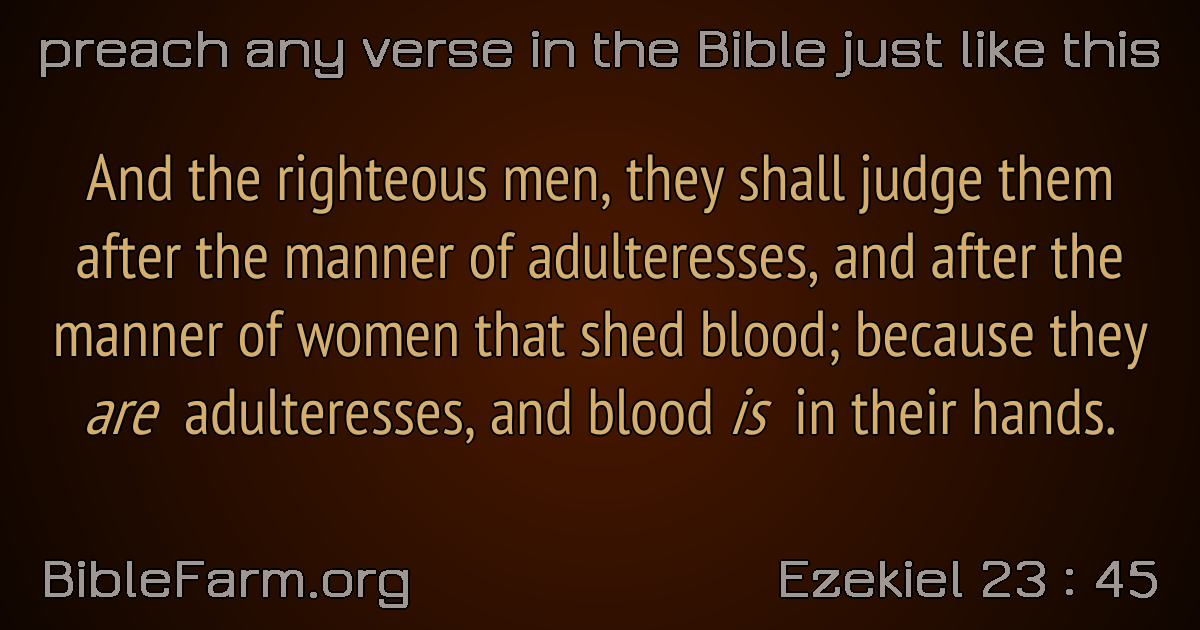 preach any verse in the Bible just like this
And the righteous men, they shall judge them
after the manner of adulteresses, and after the
manner of women that shed blood; because they
are adulteresses, and blood is in their hands.
BibleFarm.org
Ezekiel 23 : 45